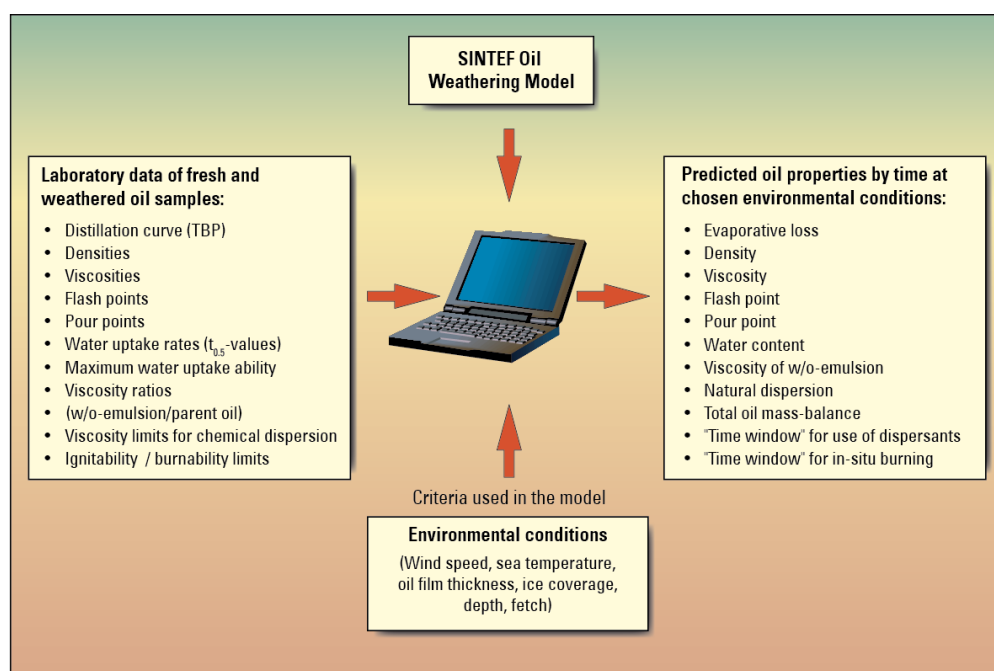 SINTEF Oil
Weathering Model
Laboratory data of fresh and
weathered oil samples:
• Distillation curve (TBP)
• Densities
• Viscosities
• Flash points
• Pour points
• Water uptake rates (t0.5-values)
• Maximum water uptake ability
• Viscosity ratios
• (w/o-emulsion/parent oil)
• Viscosity limits for chemical dispersion
• Ignitability / burnability limits
Predicted oil properties by time at
chosen environmental conditions:
• Evaporative loss
• Density
• Viscosity
• Flash point
• Pour point
• Water content
• Viscosity of w/o-emulsion
• Natural dispersion
• Total oil mass-balance
• "Time window" for use of dispersants
• "Time window" for in-situ burning
Criteria used in the model
Environmental conditions
(Wind speed, sea temperature,
oil film thickness, ice coverage,
depth, fetch)